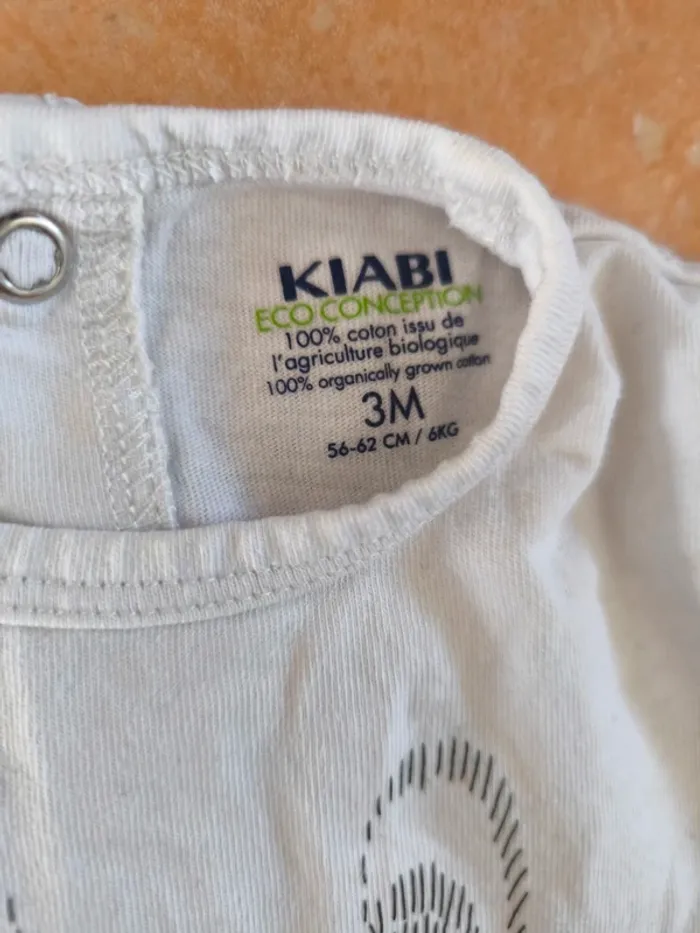 KIABI
ECO CONCEPTION
100% coton issu de
l'agriculture biologique
100% organically grown cotton
3M
56-62 CM / 6KG